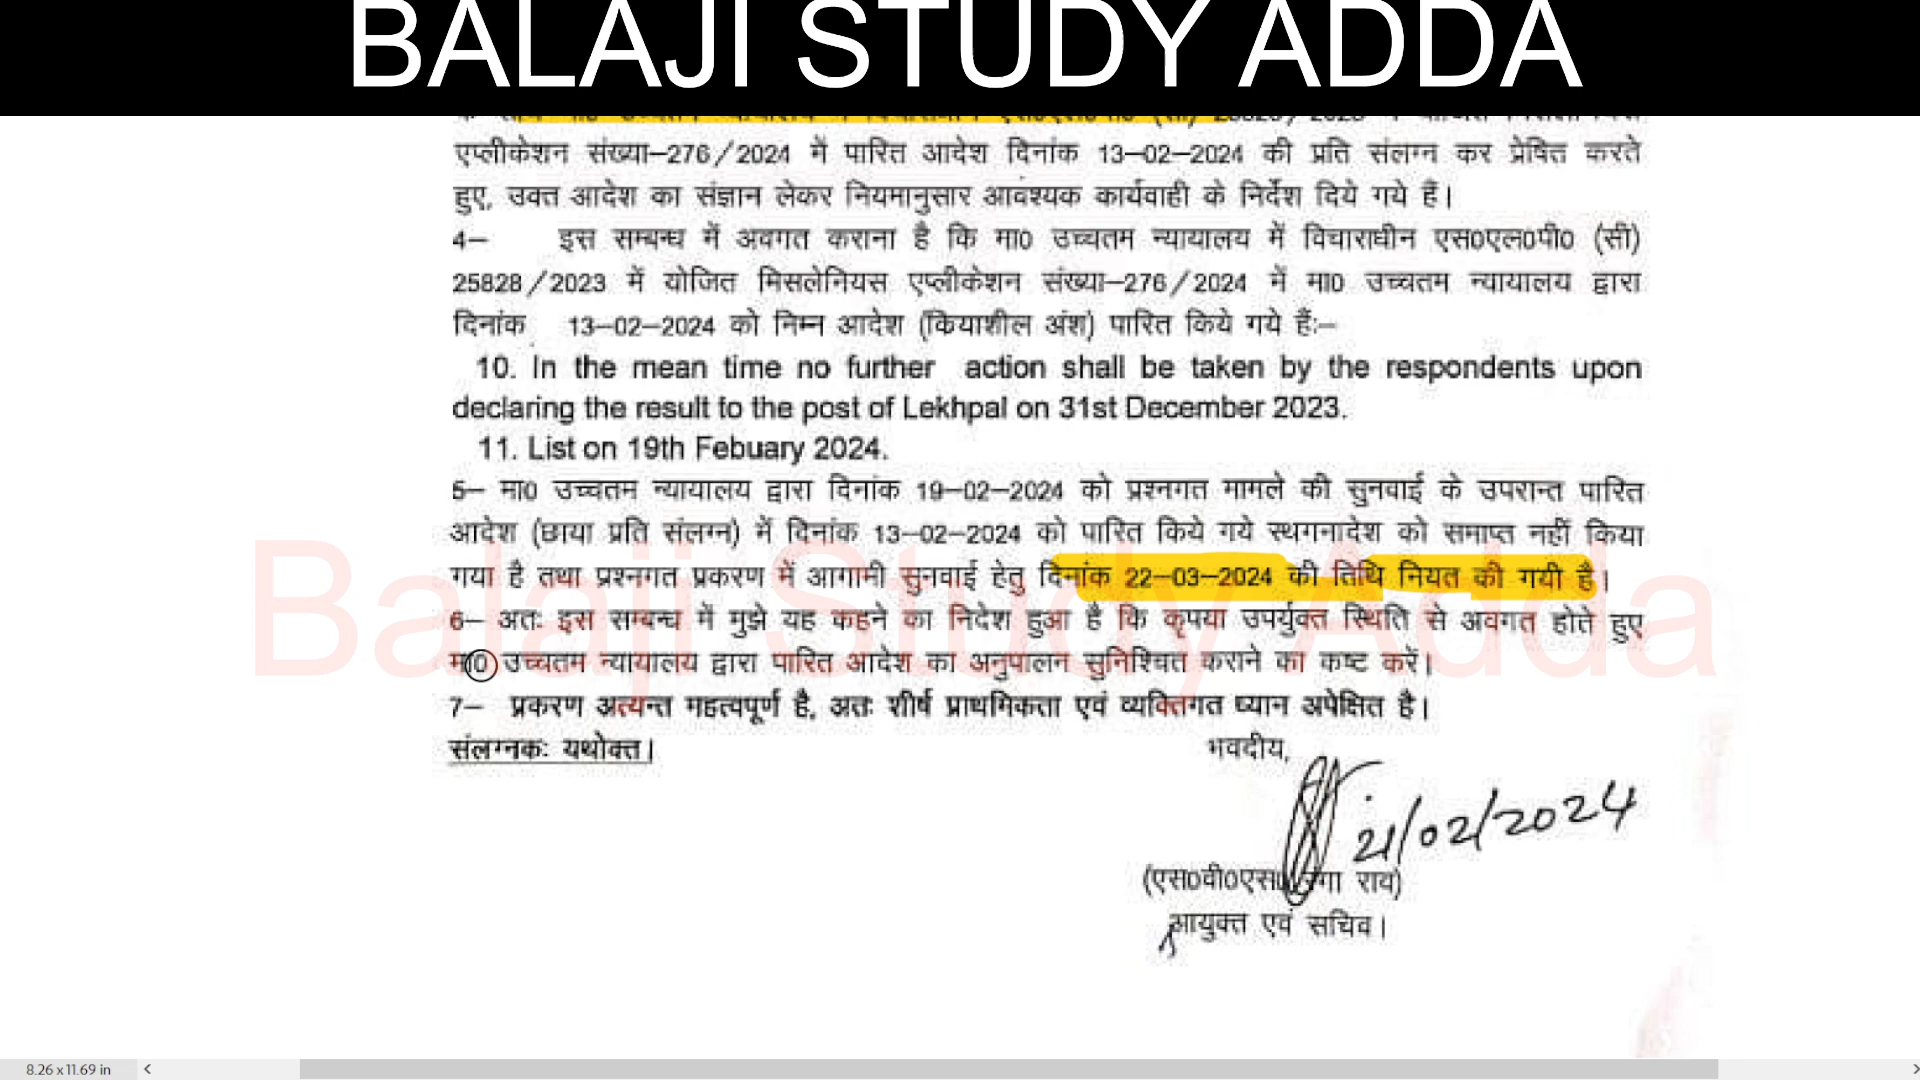 BALAJI STUDY ADDA
एप्लीकेशन संख्या–276/2024 में पारित आदेश दिनांक 13–02–2024 की प्रति संलग्न कर प्रेषित करते
हुए, उक्त आदेश का संज्ञान लेकर नियमानुसार आवश्यक कार्यवाही के निर्देश दिये गये हैं।
4– इस सम्बन्ध में अवगत कराना है कि मा0 उच्चतम न्यायालय में विचाराधीन एस0एल0पी0 (सी)
25828/2023 में योजित मिसलेनियस एप्लीकेशन संख्या–276/2024 में मा0 उच्चतम न्यायालय द्वारा
दिनांक 13–02–2024 को निम्न आदेश (कियाशील अंश) पारित किये गये हैं:–
10. In the mean time no further action shall be taken by the respondents upon
declaring the result to the post of Lekhpal on 31st December 2023.
11. List on 19th Febuary 2024.
5– मा0 उच्चतम न्यायालय द्वारा दिनांक 19–02–2024 को प्रश्नगत मामले की सुनवाई के उपरान्त पारित
आदेश (छाया प्रति संलग्न) में दिनांक 13–02–2024 को पारित किये गये स्थगनादेश को समाप्त नहीं किया
गया है तथा प्रश्नगत प्रकरण में आगामी सुनवाई हेतु दिनांक 22–03–2024 की तिथि नियत की गयी है।
6– अतः इस सम्बन्ध में मुझे यह कहने का निदेश हुआ है कि कृपया उपर्युक्त स्थिति से अवगत होते हुए
मा0 उच्चतम न्यायालय द्वारा पारित आदेश का अनुपालन सुनिश्चित कराने का कष्ट करें।
7– प्रकरण अत्यन्त महत्वपूर्ण है, अतः शीर्ष प्राथमिकता एवं व्यक्तिगत ध्यान अपेक्षित है।
संलग्नकः यथोक्त।
भवदीय,
21/02/2024
(एस0वी0एस0 रंगा राव)
आयुक्त एवं सचिव।
Balaji Study Adda
8.26 x 11.69 in